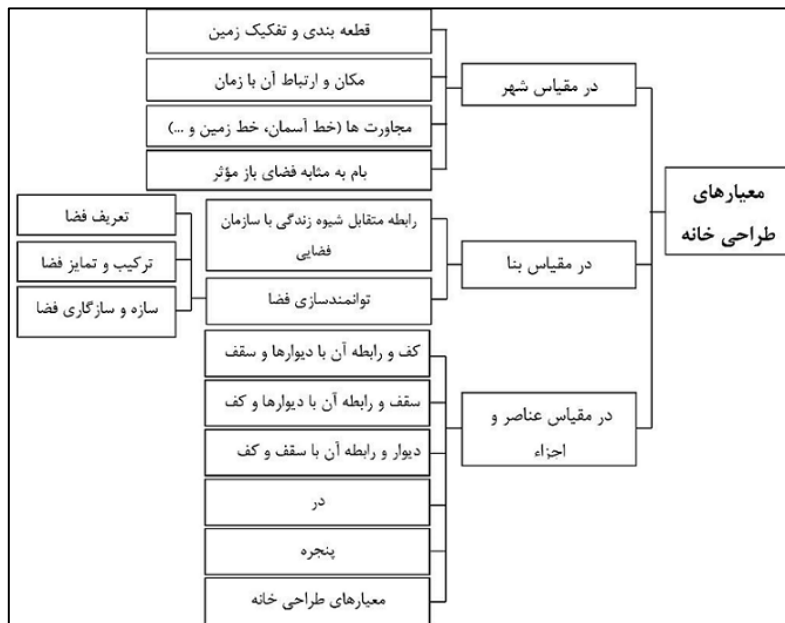 معیارهای
طراحی خانه
در مقیاس شهر
قطعه بندی و تفکیک زمین
مکان و ارتباط آن با زمان
مجاورت ها (خط آسمان، خط زمین و ...)
بام به مثابه فضای باز مؤثر
در مقیاس بنا
رابطه متقابل شیوه زندگی با سازمان
فضایی
توانمندسازی فضا
تعریف فضا
ترکیب و تمایز فضا
سازه و سازگاری فضا
در مقیاس عناصر و
اجزاء
کف و رابطه آن با دیوارها و سقف
سقف و رابطه آن با دیوارها و کف
دیوار و رابطه آن با سقف و کف
در
پنجره
معیارهای طراحی خانه